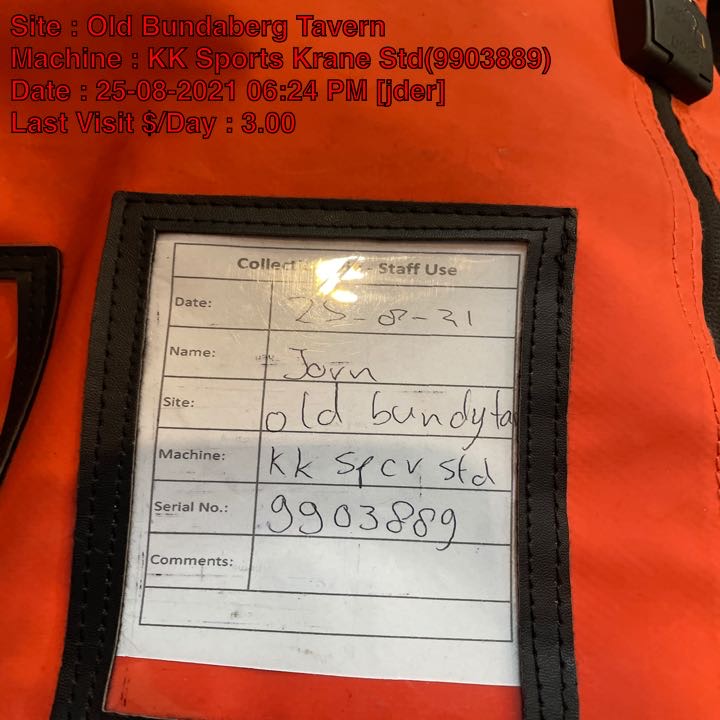 Site : Old Bundaberg Tavern
Machine : KK Sports Krane Std(9903889)
Date : 25-08-2021 06:24 PM [jder]
Last Visit $/Day : 3.00
- Staff Use
Date: 25-8-21
Name: Jorn
Site: old bundyta
Machine: kk Spcr std
Serial No.: 9903889
Comments: